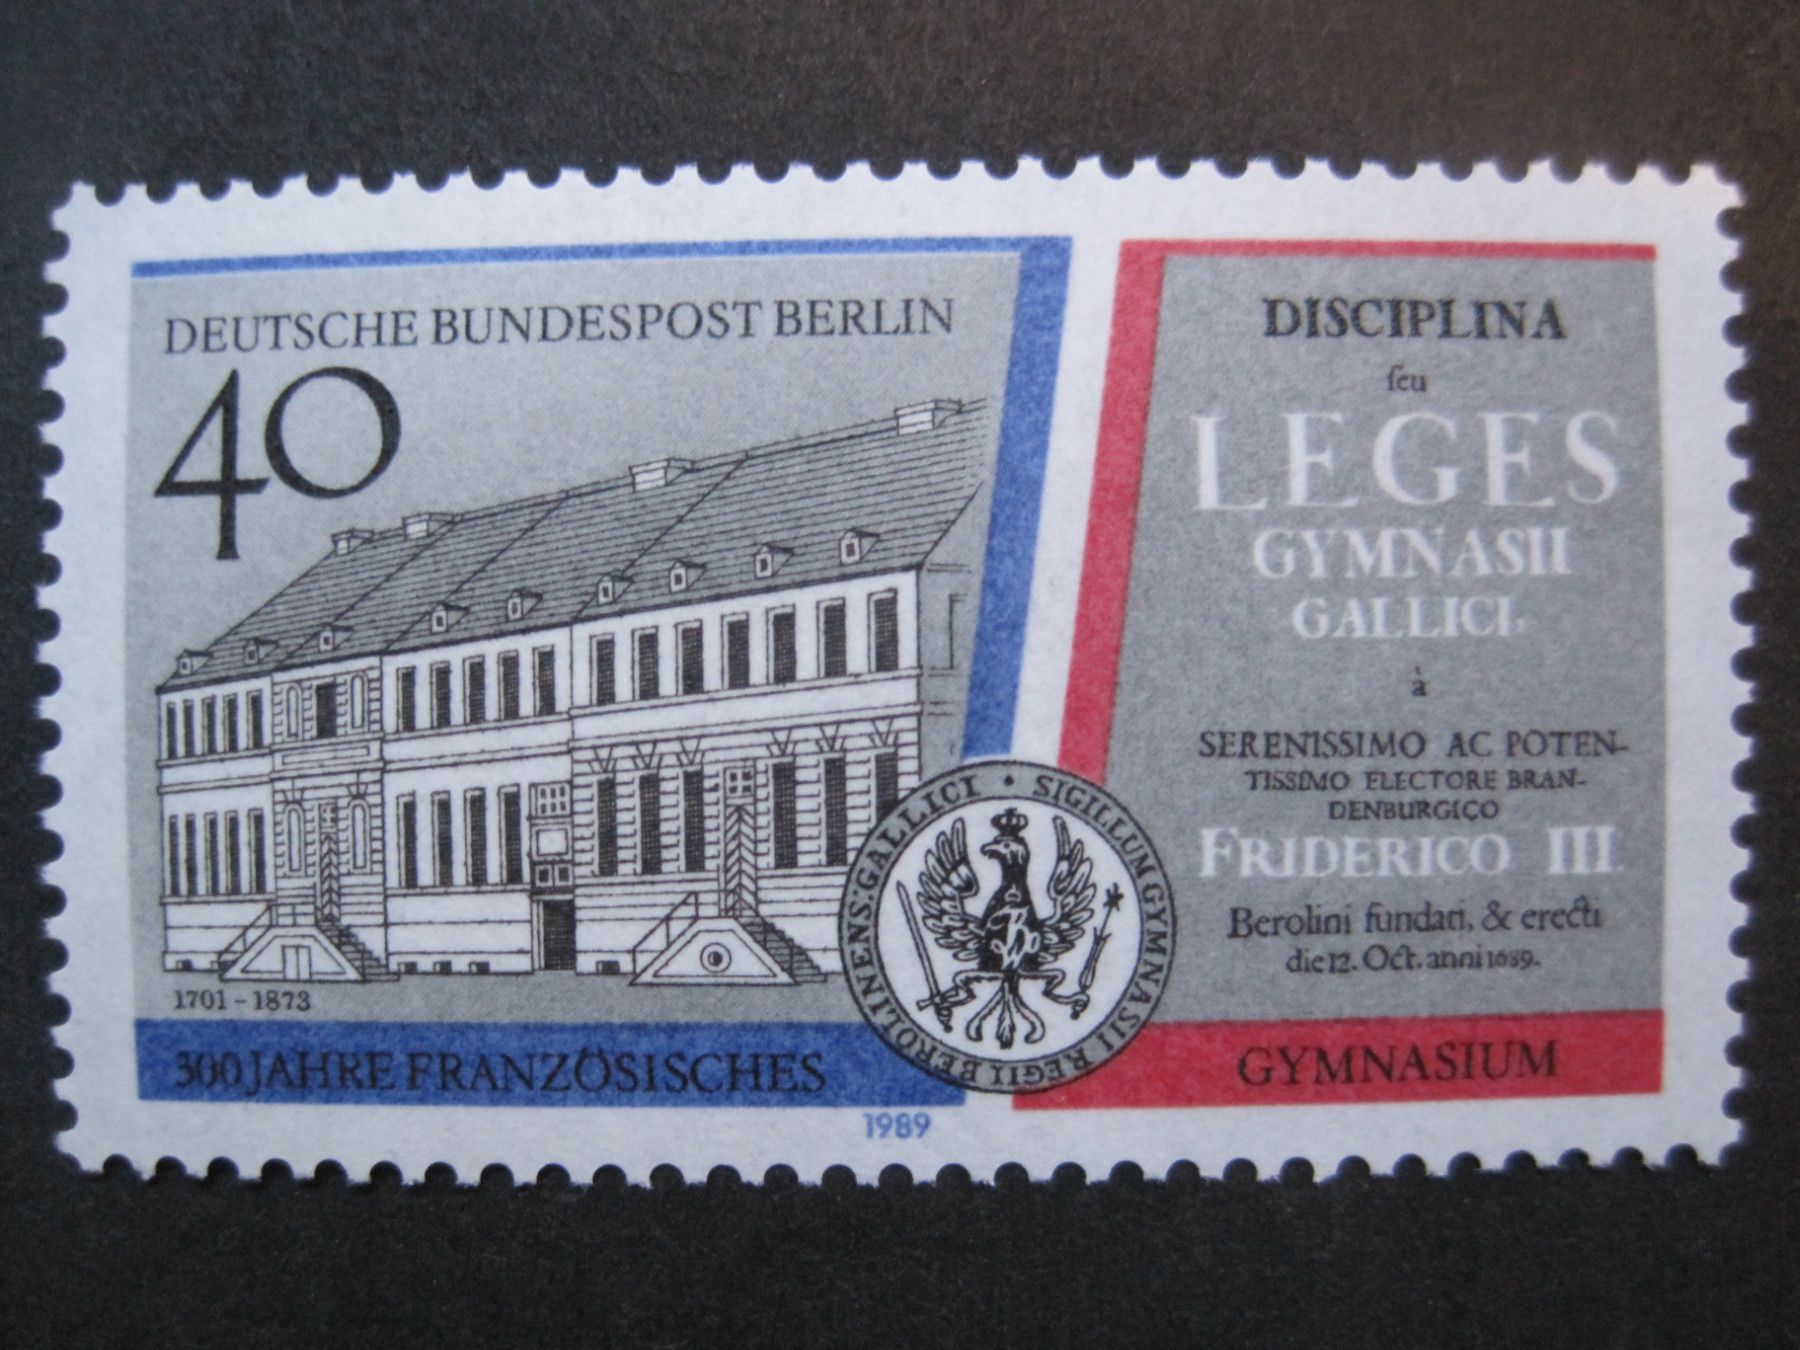 DEUTSCHE BUNDESPOST BERLIN
40
1701 – 1873
300 JAHRE FRANZÖSISCHES
1989
SIGILLUM GYMNASII REGII BEROLINENS: GALLICI ·
DISCIPLINA
ſeu
LEGES
GYMNASII
GALLICI,
à
SERENISSIMO AC POTEN-
TISSIMO ELECTORE BRAN-
DENBURGICO
FRIDERICO III.
Berolini fundati, & erecti
die 12. Oct. anni 1689.
GYMNASIUM